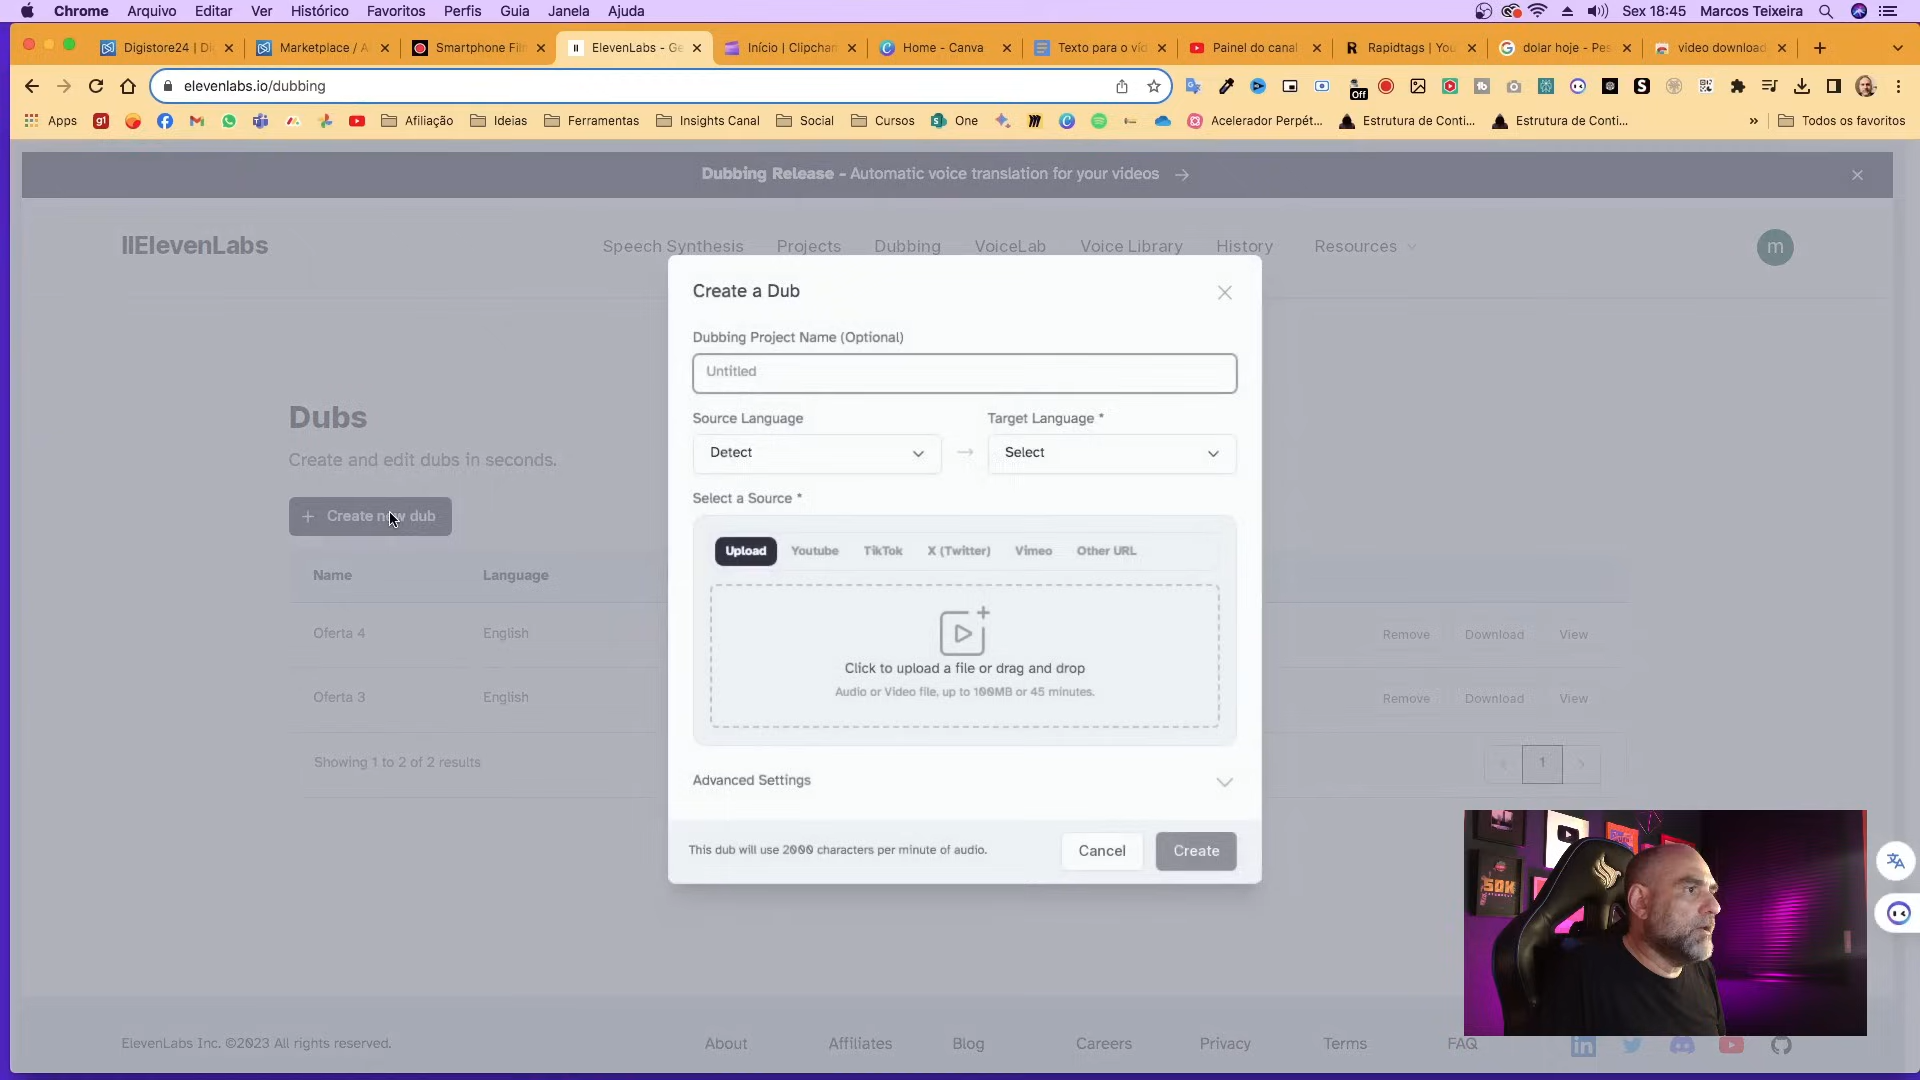 Chrome Arquivo Editar Ver Histórico Favoritos Perfis Guia Janela Ajuda Sex 18:45 Marcos Teixeira
Digistore24 | Di Marketplace / A Smartphone Fil ElevenLabs - Ge Início | Clipchan Home - Canva Texto para o víd Painel do canal Rapidtags | You dolar hoje - Pes video download
elevenlabs.io/dubbing Off
Apps g1 Afiliação Ideias Ferramentas Insights Canal Social Cursos One Acelerador Perpét... Estrutura de Conti... Estrutura de Conti... » Todos os favoritos
Dubbing Release - Automatic voice translation for your videos →
IIElevenLabs Speech Synthesis Projects Dubbing VoiceLab Voice Library History Resources m
Create a Dub
Dubbing Project Name (Optional)
Untitled
Source Language Target Language *
Detect → Select
Select a Source *
Upload Youtube TikTok X (Twitter) Vimeo Other URL
Click to upload a file or drag and drop
Audio or Video file, up to 100MB or 45 minutes.
Advanced Settings
This dub will use 2000 characters per minute of audio. Cancel Create
Dubs
Create and edit dubs in seconds.
+ Create new dub
Name Language
Oferta 4 English Remove Download View
Oferta 3 English Remove Download View
Showing 1 to 2 of 2 results 1
50K
ElevenLabs Inc. ©2023 All rights reserved. About Affiliates Blog Careers Privacy Terms FAQ